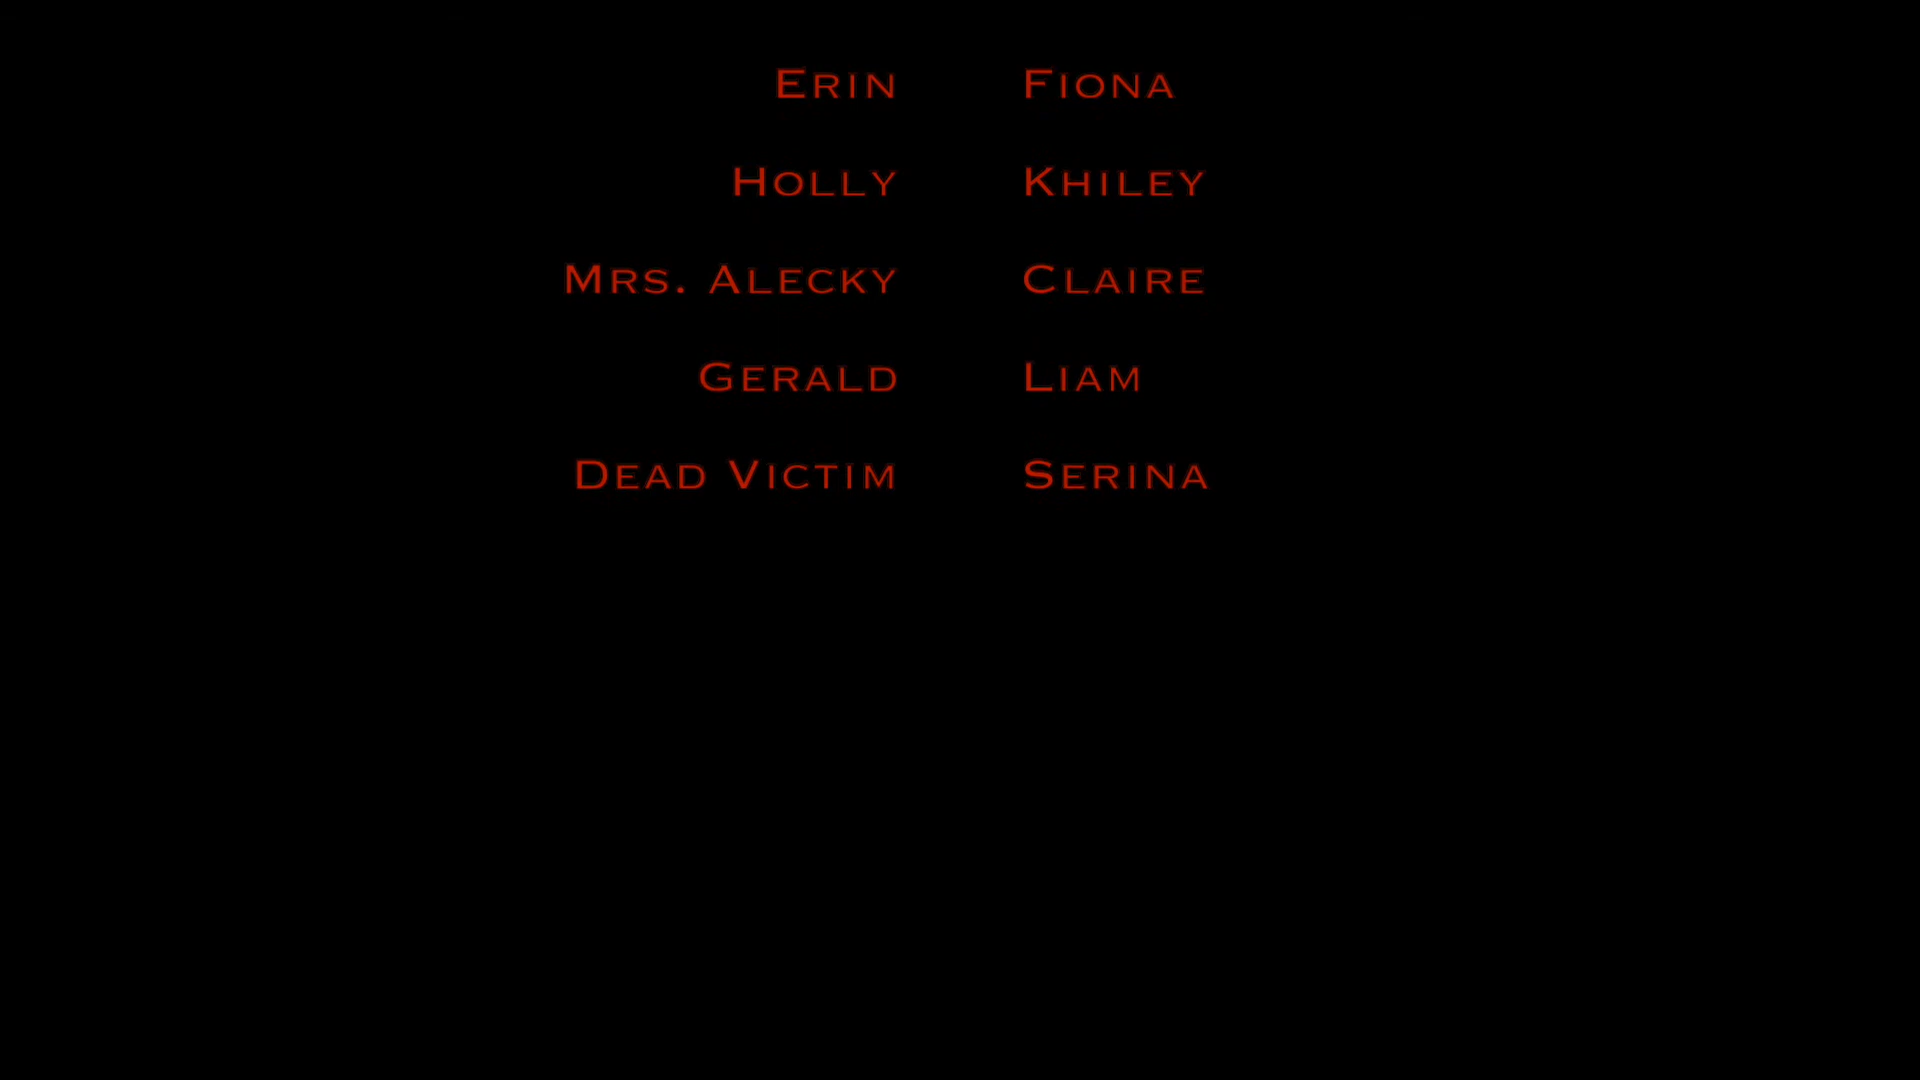 Erin Fiona
Holly Khiley
Mrs. Alecky Claire
Gerald Liam
Dead Victim Serina